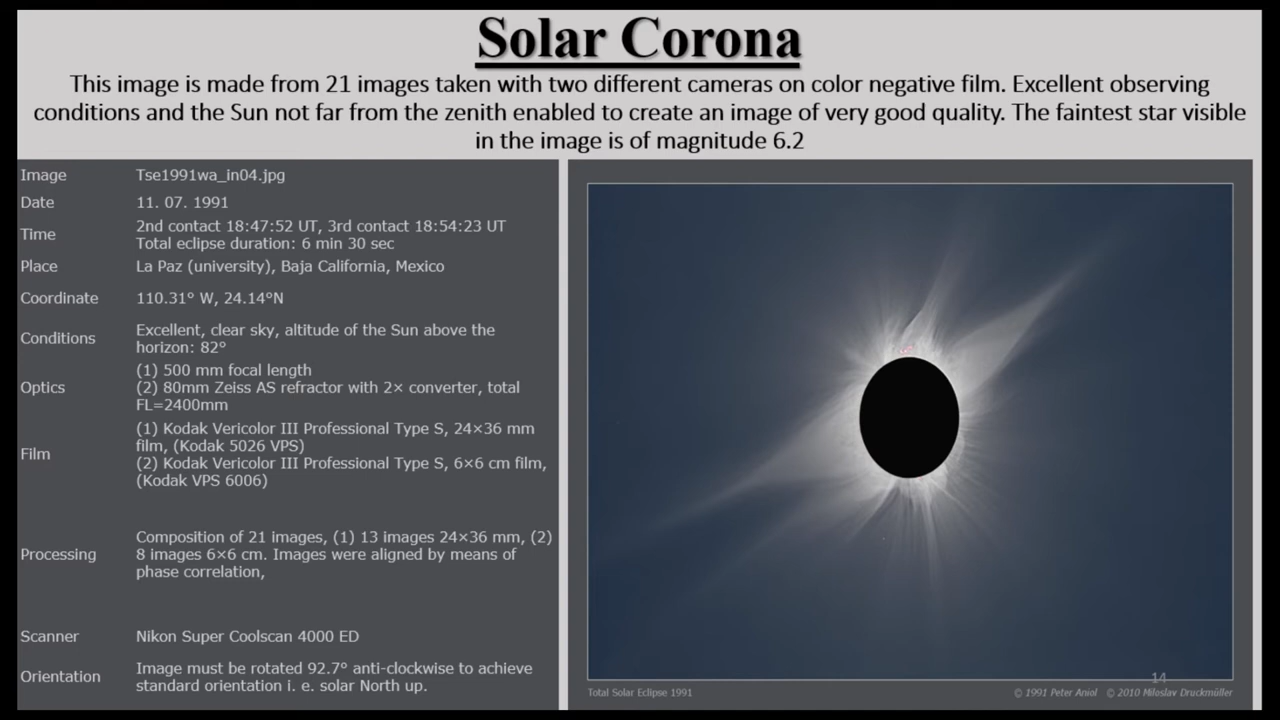 Solar Corona
This image is made from 21 images taken with two different cameras on color negative film. Excellent observing
conditions and the Sun not far from the zenith enabled to create an image of very good quality. The faintest star visible
in the image is of magnitude 6.2
Image Tse1991wa_in04.jpg
Date 11. 07. 1991
Time 2nd contact 18:47:52 UT, 3rd contact 18:54:23 UT
Total eclipse duration: 6 min 30 sec
Place La Paz (university), Baja California, Mexico
Coordinate 110.31° W, 24.14°N
Conditions Excellent, clear sky, altitude of the Sun above the
horizon: 82°
Optics (1) 500 mm focal length
(2) 80mm Zeiss AS refractor with 2× converter, total
FL=2400mm
Film (1) Kodak Vericolor III Professional Type S, 24×36 mm
film, (Kodak 5026 VPS)
(2) Kodak Vericolor III Professional Type S, 6×6 cm film,
(Kodak VPS 6006)
Processing Composition of 21 images, (1) 13 images 24×36 mm, (2)
8 images 6×6 cm. Images were aligned by means of
phase correlation,
Scanner Nikon Super Coolscan 4000 ED
Orientation Image must be rotated 92.7° anti-clockwise to achieve
standard orientation i. e. solar North up.
14
Total Solar Eclipse 1991
© 1991 Peter Aniol © 2010 Miloslav Druckmüller